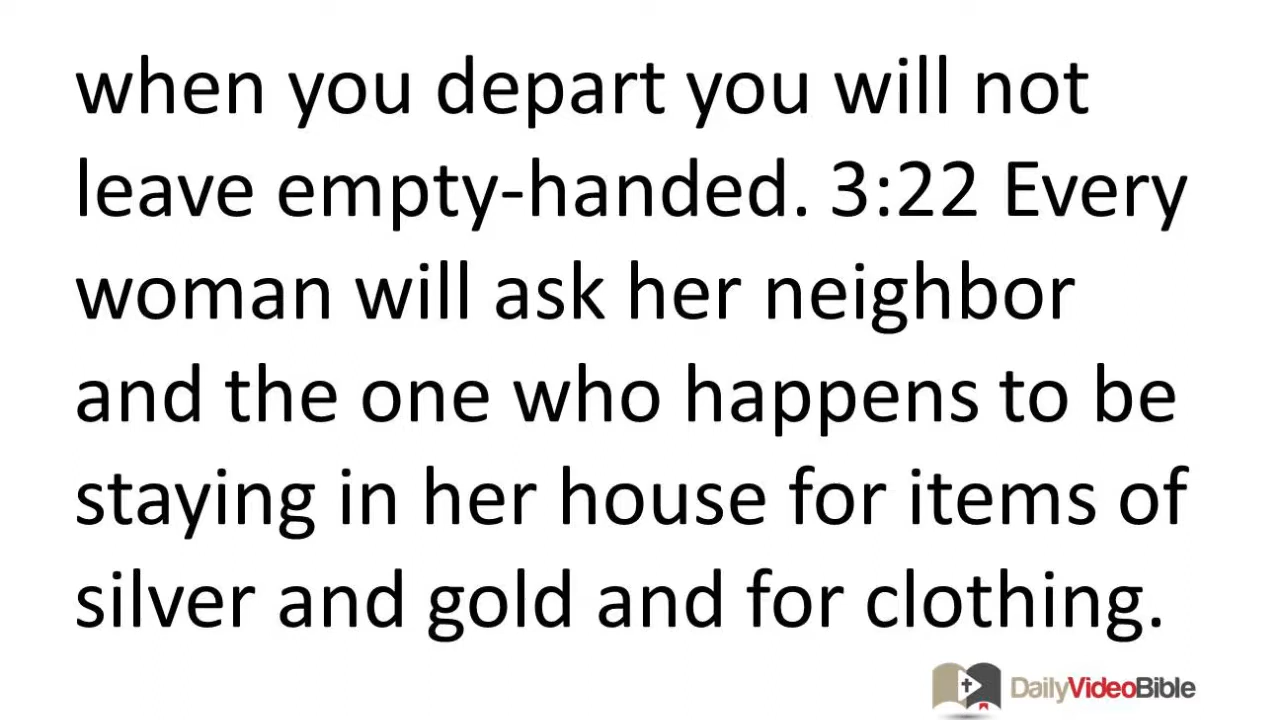 when you depart you will not
leave empty-handed. 3:22 Every
woman will ask her neighbor
and the one who happens to be
staying in her house for items of
silver and gold and for clothing.
DailyVideoBible